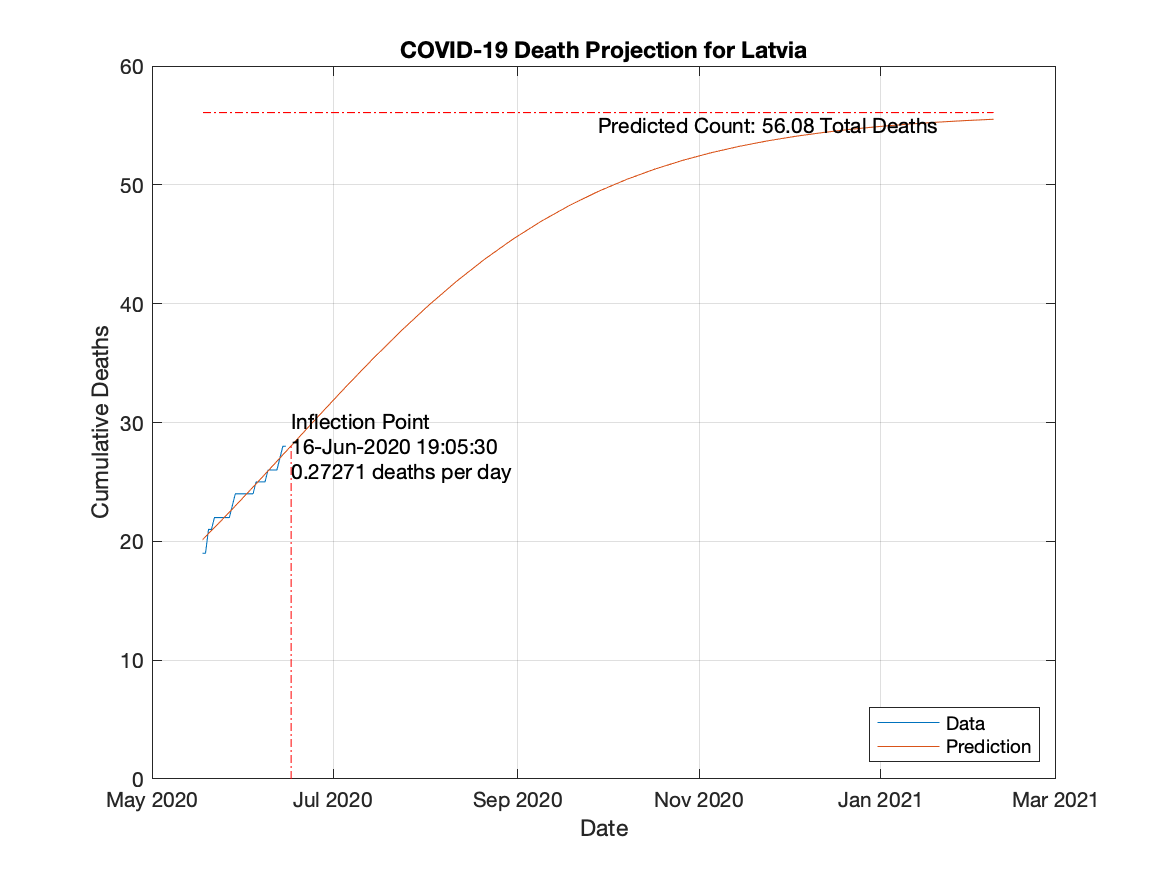 COVID-19 Death Projection for Latvia
60
50
40
30
20
10
0
Cumulative Deaths
Predicted Count: 56.08 Total Deaths
Inflection Point
16-Jun-2020 19:05:30
0.27271 deaths per day
Data
Prediction
May 2020 Jul 2020 Sep 2020 Nov 2020 Jan 2021 Mar 2021
Date